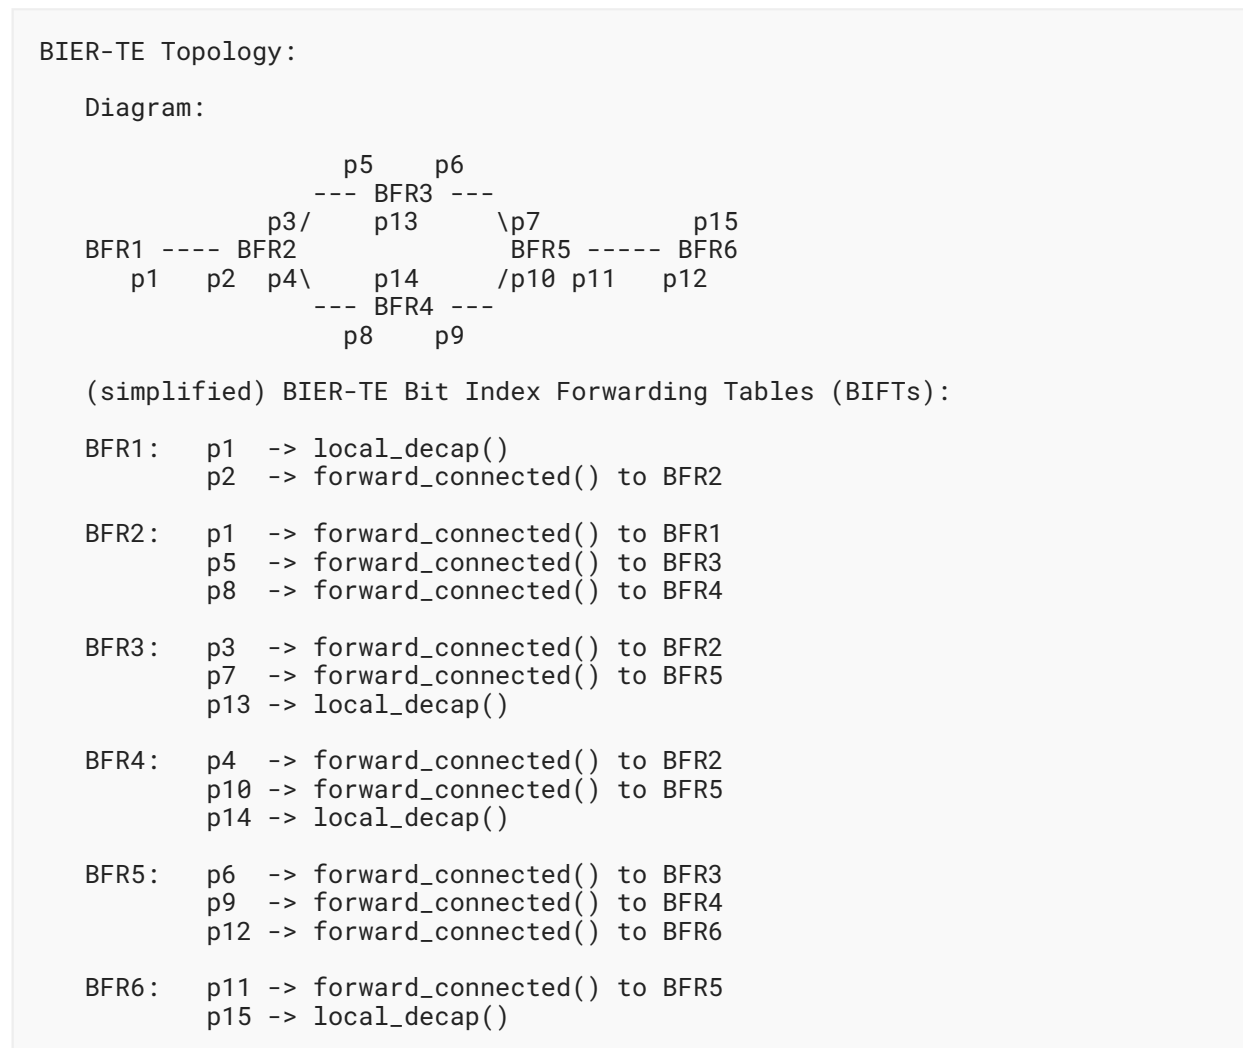 BIER-TE Topology:

   Diagram:

                    p5    p6
                  --- BFR3 ---
               p3/    p13     \p7          p15
   BFR1 ---- BFR2              BFR5 ----- BFR6
      p1   p2  p4\    p14     /p10 p11   p12
                  --- BFR4 ---
                    p8    p9

   (simplified) BIER-TE Bit Index Forwarding Tables (BIFTs):

   BFR1:   p1  -> local_decap()
           p2  -> forward_connected() to BFR2

   BFR2:   p1  -> forward_connected() to BFR1
           p5  -> forward_connected() to BFR3
           p8  -> forward_connected() to BFR4

   BFR3:   p3  -> forward_connected() to BFR2
           p7  -> forward_connected() to BFR5
           p13 -> local_decap()

   BFR4:   p4  -> forward_connected() to BFR2
           p10 -> forward_connected() to BFR5
           p14 -> local_decap()

   BFR5:   p6  -> forward_connected() to BFR3
           p9  -> forward_connected() to BFR4
           p12 -> forward_connected() to BFR6

   BFR6:   p11 -> forward_connected() to BFR5
           p15 -> local_decap()